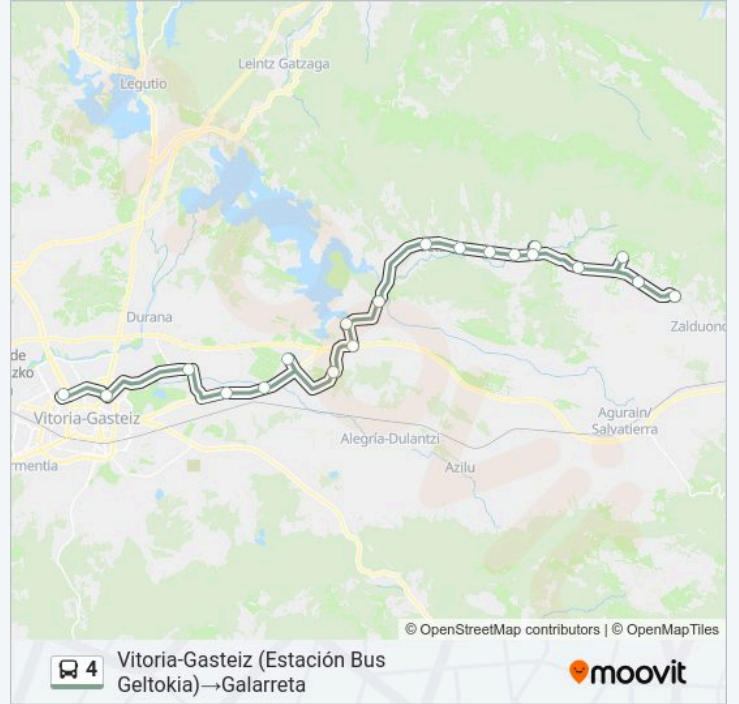 Leintz Gatzaga
Legutio
Durana
de
zko
Zalduond
Vitoria-Gasteiz
Agurain/
Salvatierra
Alegría-Dulantzi
rmentia
Azilu
© OpenStreetMap contributors | © OpenMapTiles
4
Vitoria-Gasteiz (Estación Bus
Geltokia)→Galarreta
moovit